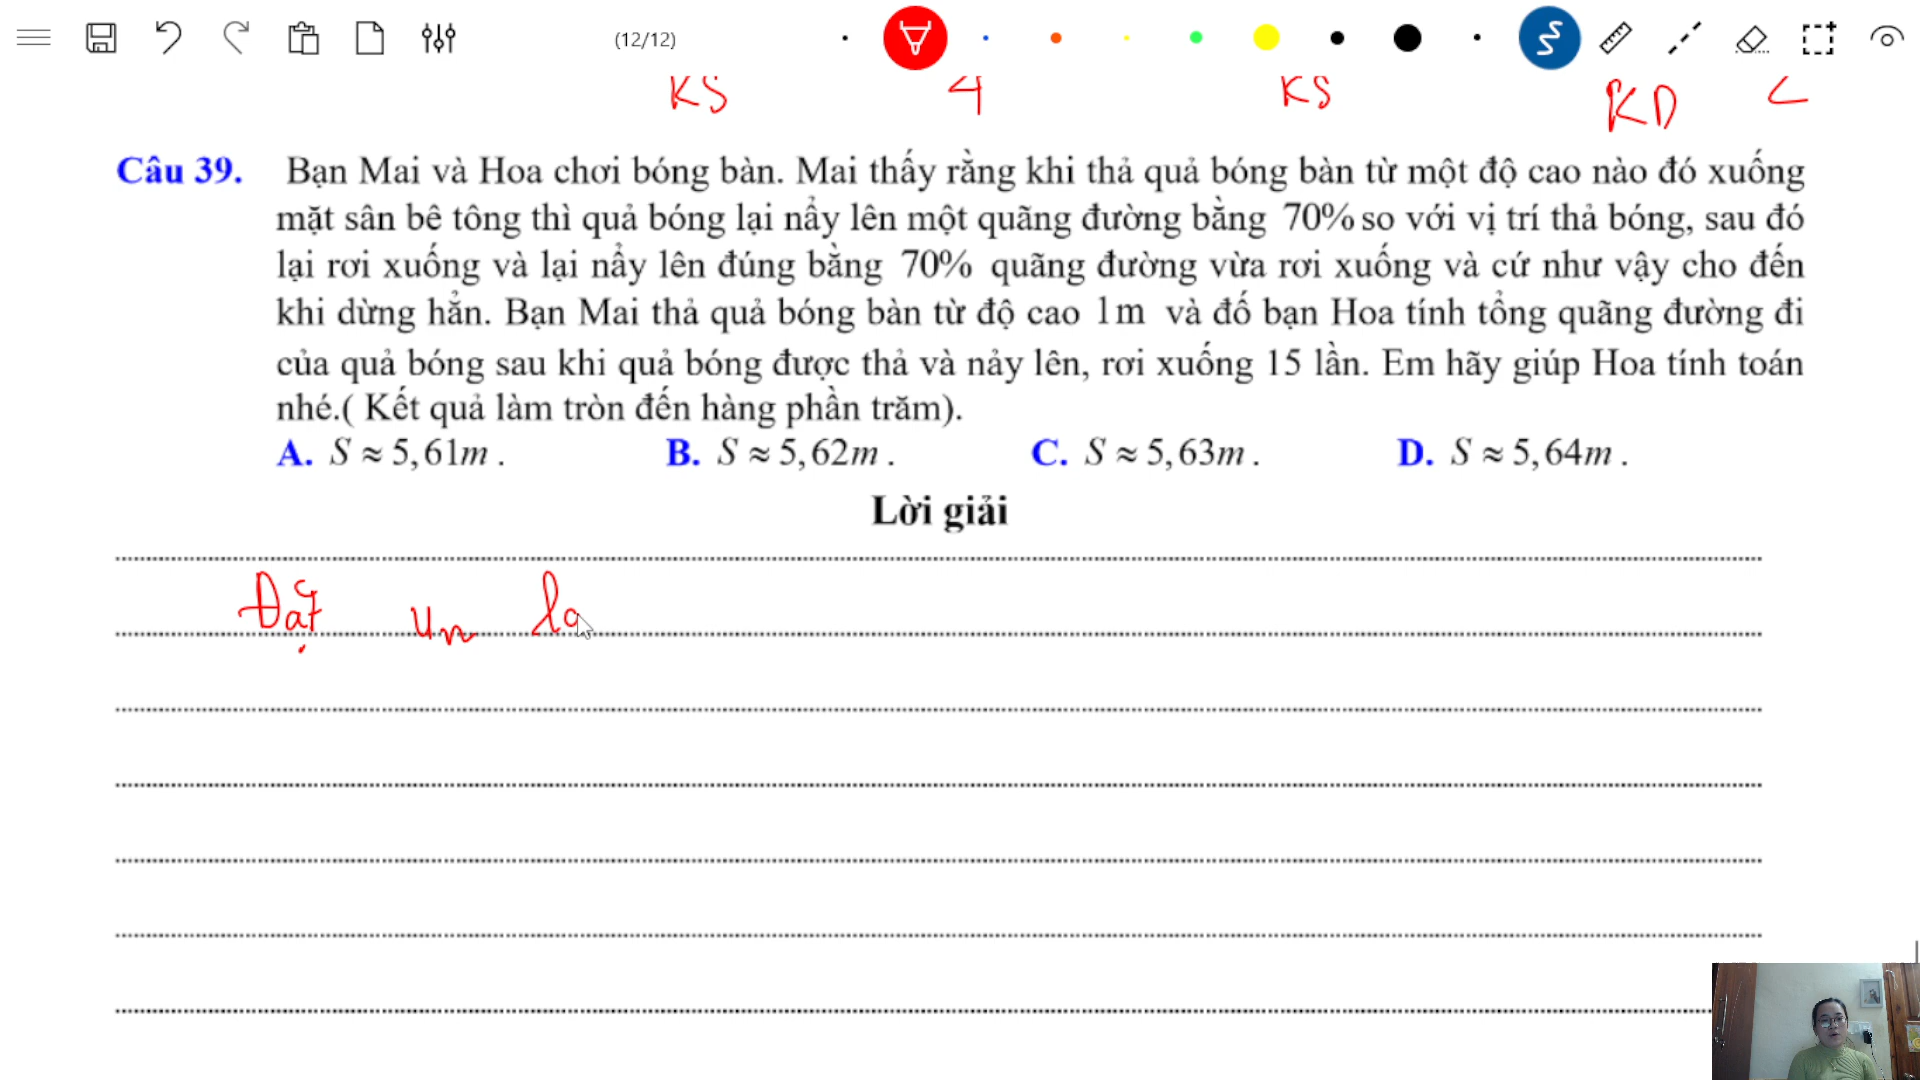 (12/12)
KS 4 KS KD <
Câu 39. Bạn Mai và Hoa chơi bóng bàn. Mai thấy rằng khi thả quả bóng bàn từ một độ cao nào đó xuống
mặt sân bê tông thì quả bóng lại nẩy lên một quãng đường bằng 70% so với vị trí thả bóng, sau đó
lại rơi xuống và lại nẩy lên đúng bằng 70% quãng đường vừa rơi xuống và cứ như vậy cho đến
khi dừng hẳn. Bạn Mai thả quả bóng bàn từ độ cao 1m và đố bạn Hoa tính tổng quãng đường đi
của quả bóng sau khi quả bóng được thả và nảy lên, rơi xuống 15 lần. Em hãy giúp Hoa tính toán
nhé.( Kết quả làm tròn đến hàng phần trăm).
A. S ≈ 5,61m . B. S ≈ 5,62m . C. S ≈ 5,63m . D. S ≈ 5,64m .
Lời giải
Đặt uₙ la